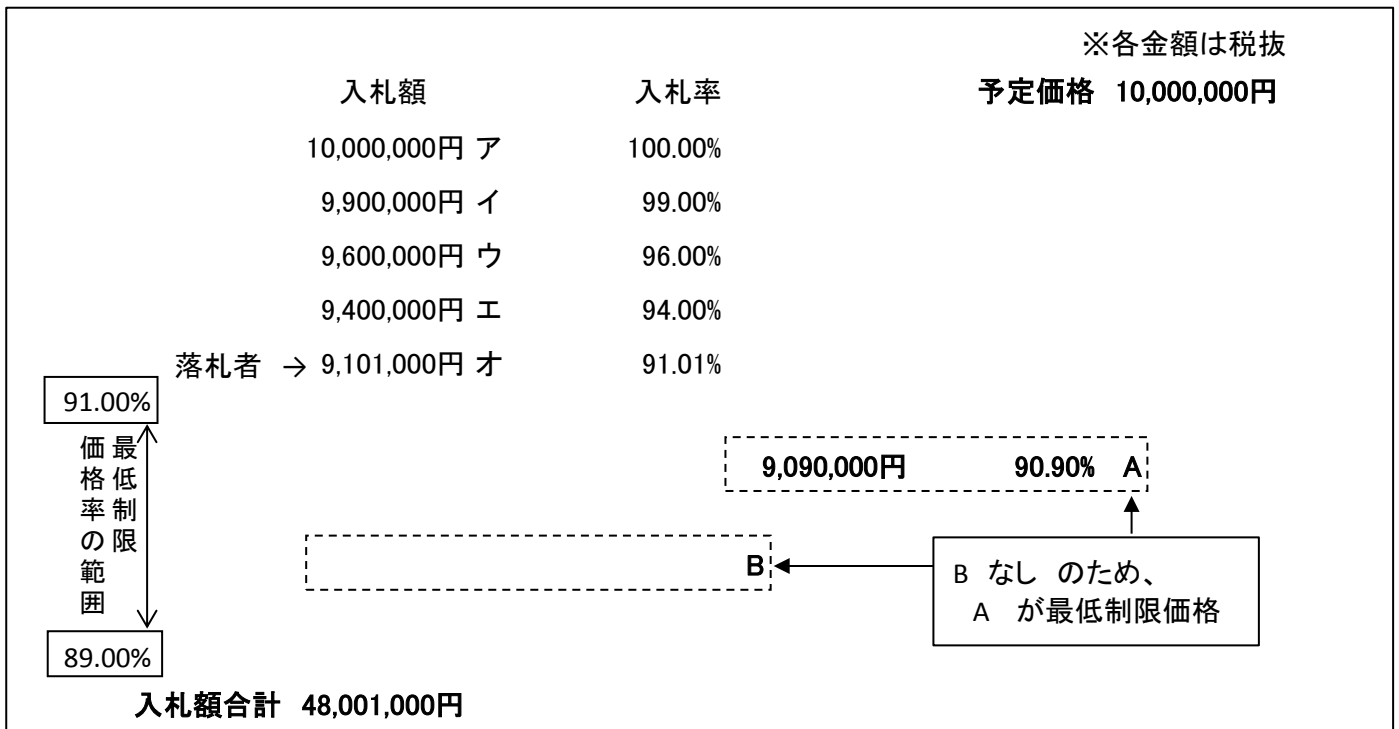 ※各金額は税抜
入札額 入札率 予定価格 10,000,000円
10,000,000円 ア 100.00%
9,900,000円 イ 99.00%
9,600,000円 ウ 96.00%
9,400,000円 エ 94.00%
落札者 → 9,101,000円 オ 91.01%
91.00%
最低制限
価格率の範囲
9,090,000円 90.90% A
B
B なし のため、
A が最低制限価格
89.00%
入札額合計 48,001,000円